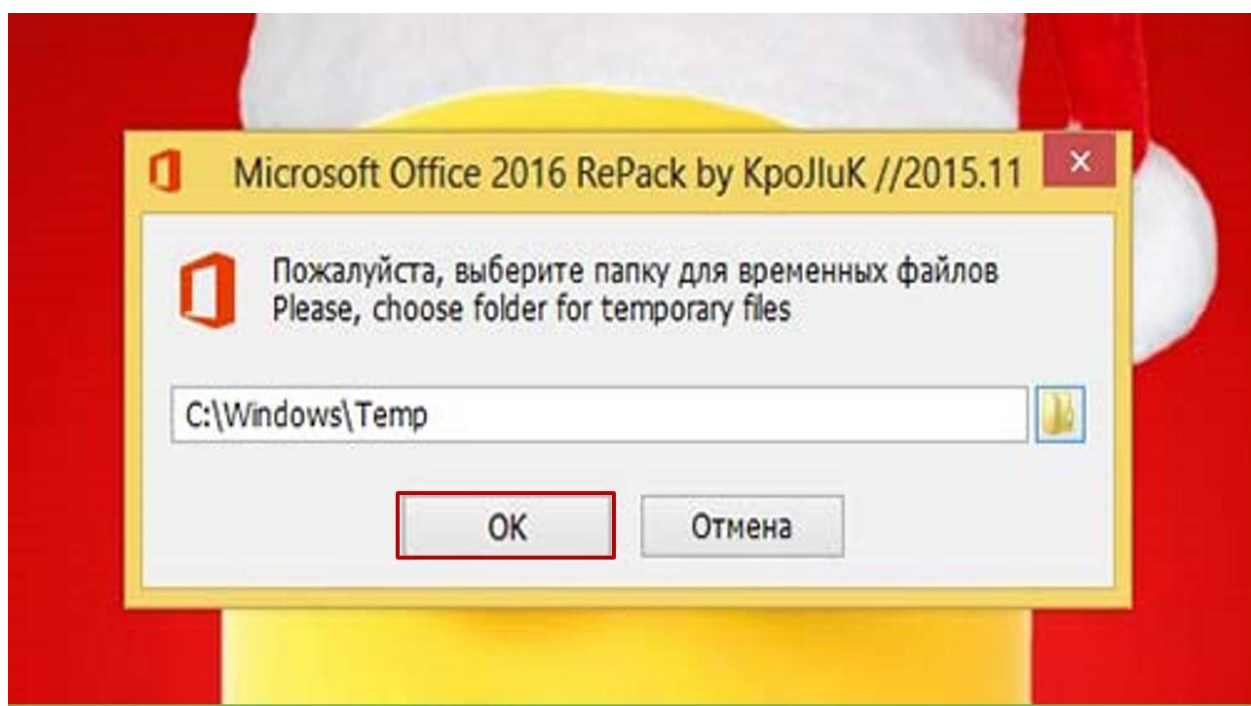 Microsoft Office 2016 RePack by KpoJIuK //2015.11
Пожалуйста, выберите папку для временных файлов
Please, choose folder for temporary files
C:\Windows\Temp
OK
Отмена